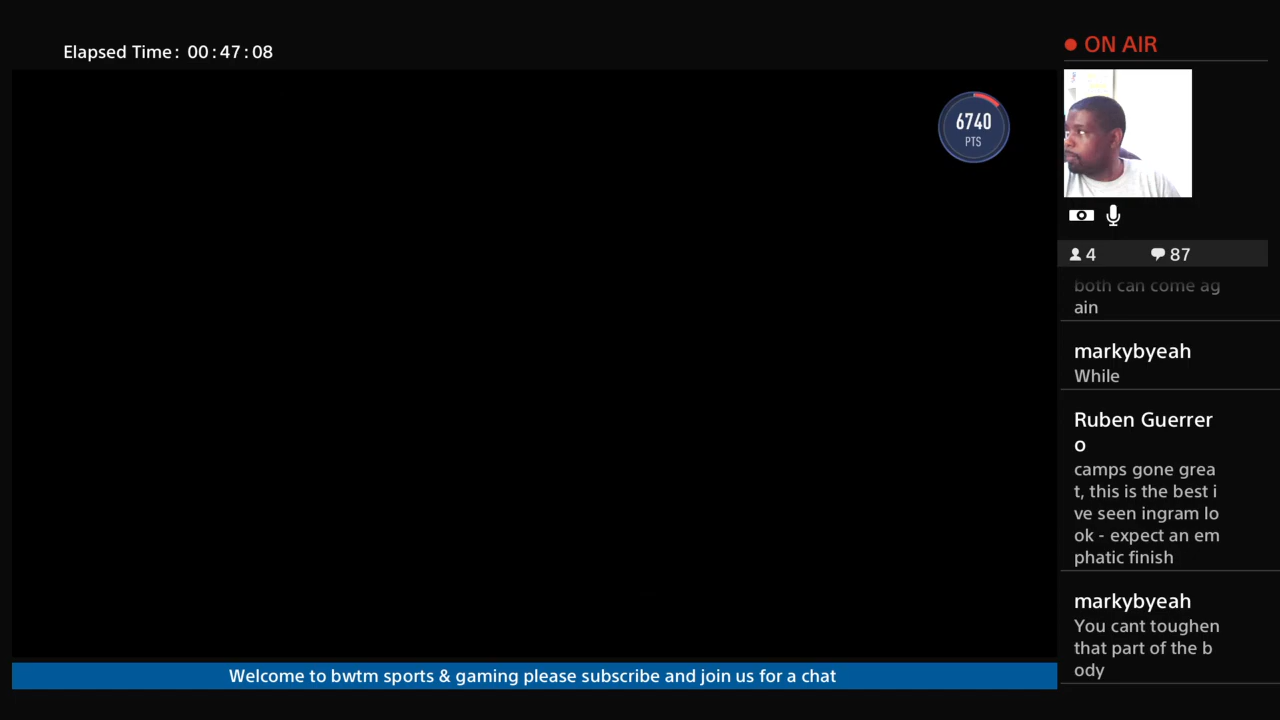 Elapsed Time: 00:47:08
ON AIR
6740
PTS
4 87
both can come ag
ain
markybyeah
While
Ruben Guerrer
o
camps gone grea
t, this is the best i
ve seen ingram lo
ok - expect an em
phatic finish
markybyeah
You cant toughen
that part of the b
ody
Welcome to bwtm sports & gaming please subscribe and join us for a chat